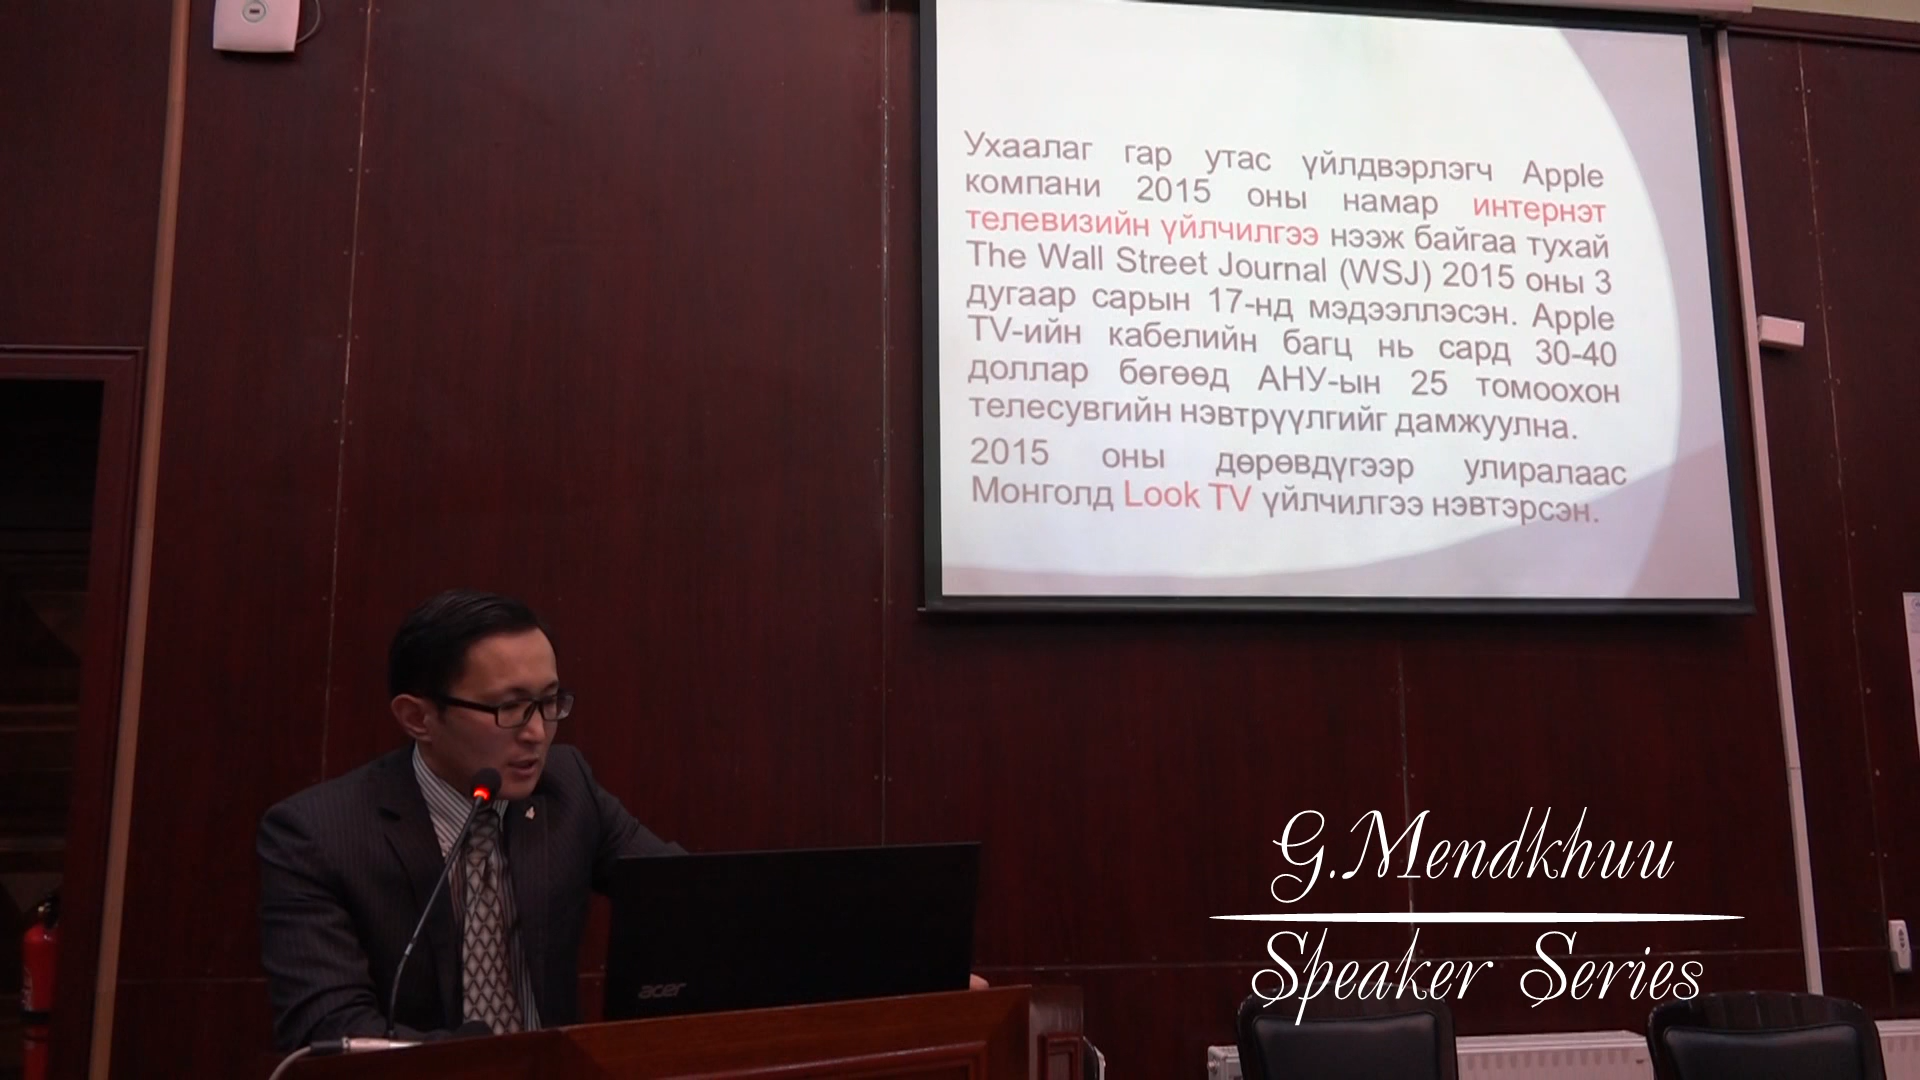 Ухаалаг гар утас үйлдвэрлэгч Apple
компани 2015 оны намар интернэт
телевизийн үйлчилгээ нээж байгаа тухай
The Wall Street Journal (WSJ) 2015 оны 3
дугаар сарын 17-нд мэдээллэсэн. Apple
TV-ийн кабелийн багц нь сард 30-40
доллар бөгөөд АНУ-ын 25 томоохон
телесувгийн нэвтрүүлгийг дамжуулна.
2015 оны дөрөвдүгээр улиралаас
Монголд Look TV үйлчилгээ нэвтэрсэн.
acer
G.Mendkhuu
Speaker Series